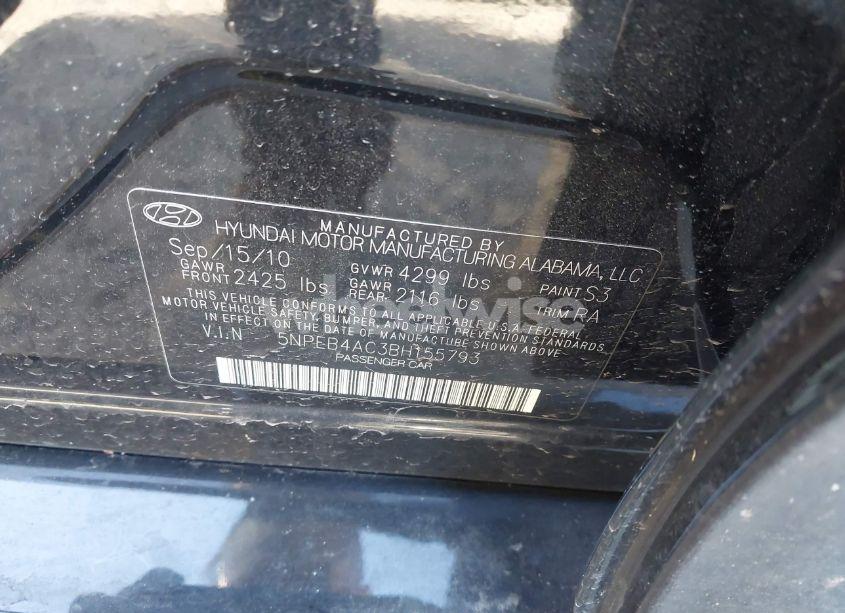 MANUFACTURED BY
HYUNDAI MOTOR MANUFACTURING ALABAMA, LLC
Sep/15/10 GVWR 4299 lbs PAINT S3
GAWR FRONT 2425 lbs GAWR REAR 2116 lbs TRIM RA
THIS VEHICLE CONFORMS TO ALL APPLICABLE U.S.A. FEDERAL
MOTOR VEHICLE SAFETY, BUMPER, AND THEFT PREVENTION STANDARDS
IN EFFECT ON THE DATE OF MANUFACTURE SHOWN ABOVE.
V.I.N 5NPEB4AC3BH155793
PASSENGER CAR